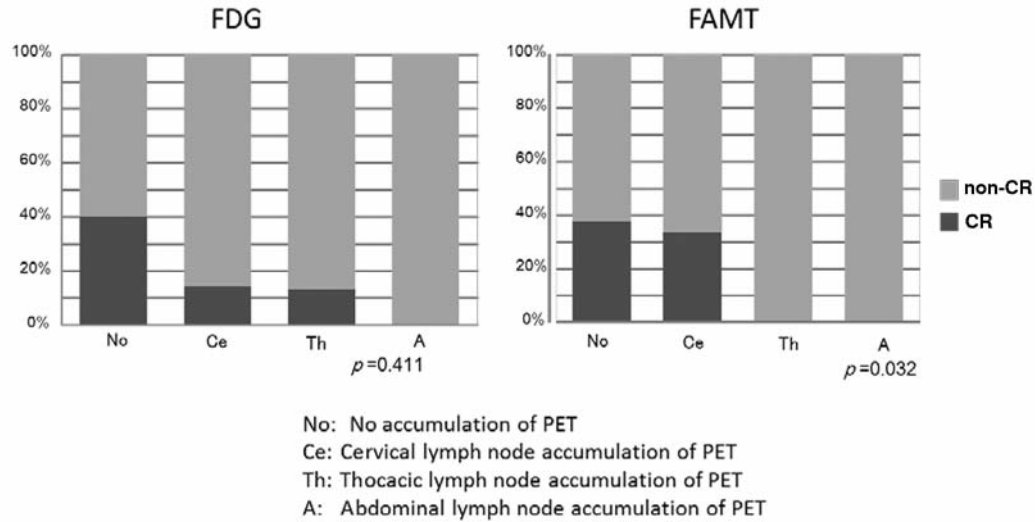 FDG
100%
80%
60%
40%
20%
0%
No Ce Th A
p=0.411
FAMT
100%
80%
60%
40%
20%
0%
No Ce Th A
p=0.032
non-CR
CR
No: No accumulation of PET
Ce: Cervical lymph node accumulation of PET
Th: Thocacic lymph node accumulation of PET
A: Abdominal lymph node accumulation of PET